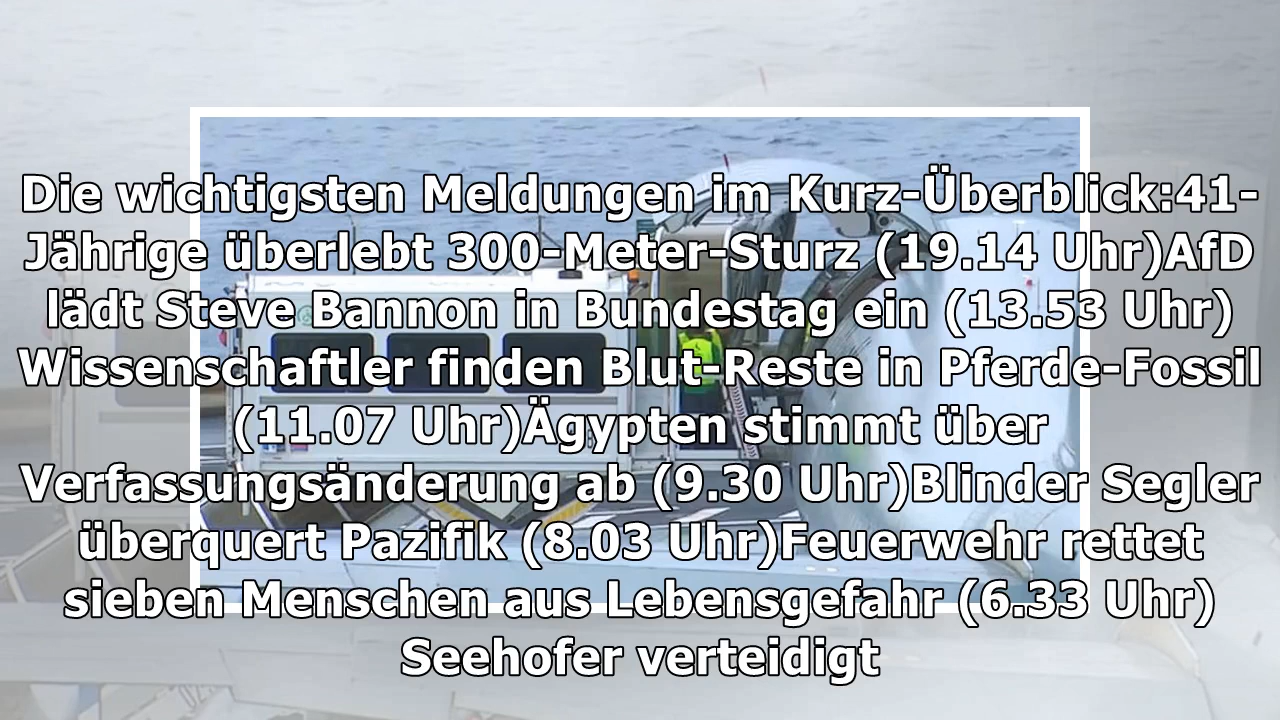 Die wichtigsten Meldungen im Kurz-Überblick:41-
Jährige überlebt 300-Meter-Sturz (19.14 Uhr)AfD
lädt Steve Bannon in Bundestag ein (13.53 Uhr)
Wissenschaftler finden Blut-Reste in Pferde-Fossil
(11.07 Uhr)Ägypten stimmt über
Verfassungsänderung ab (9.30 Uhr)Blinder Segler
überquert Pazifik (8.03 Uhr)Feuerwehr rettet
sieben Menschen aus Lebensgefahr (6.33 Uhr)
Seehofer verteidigt